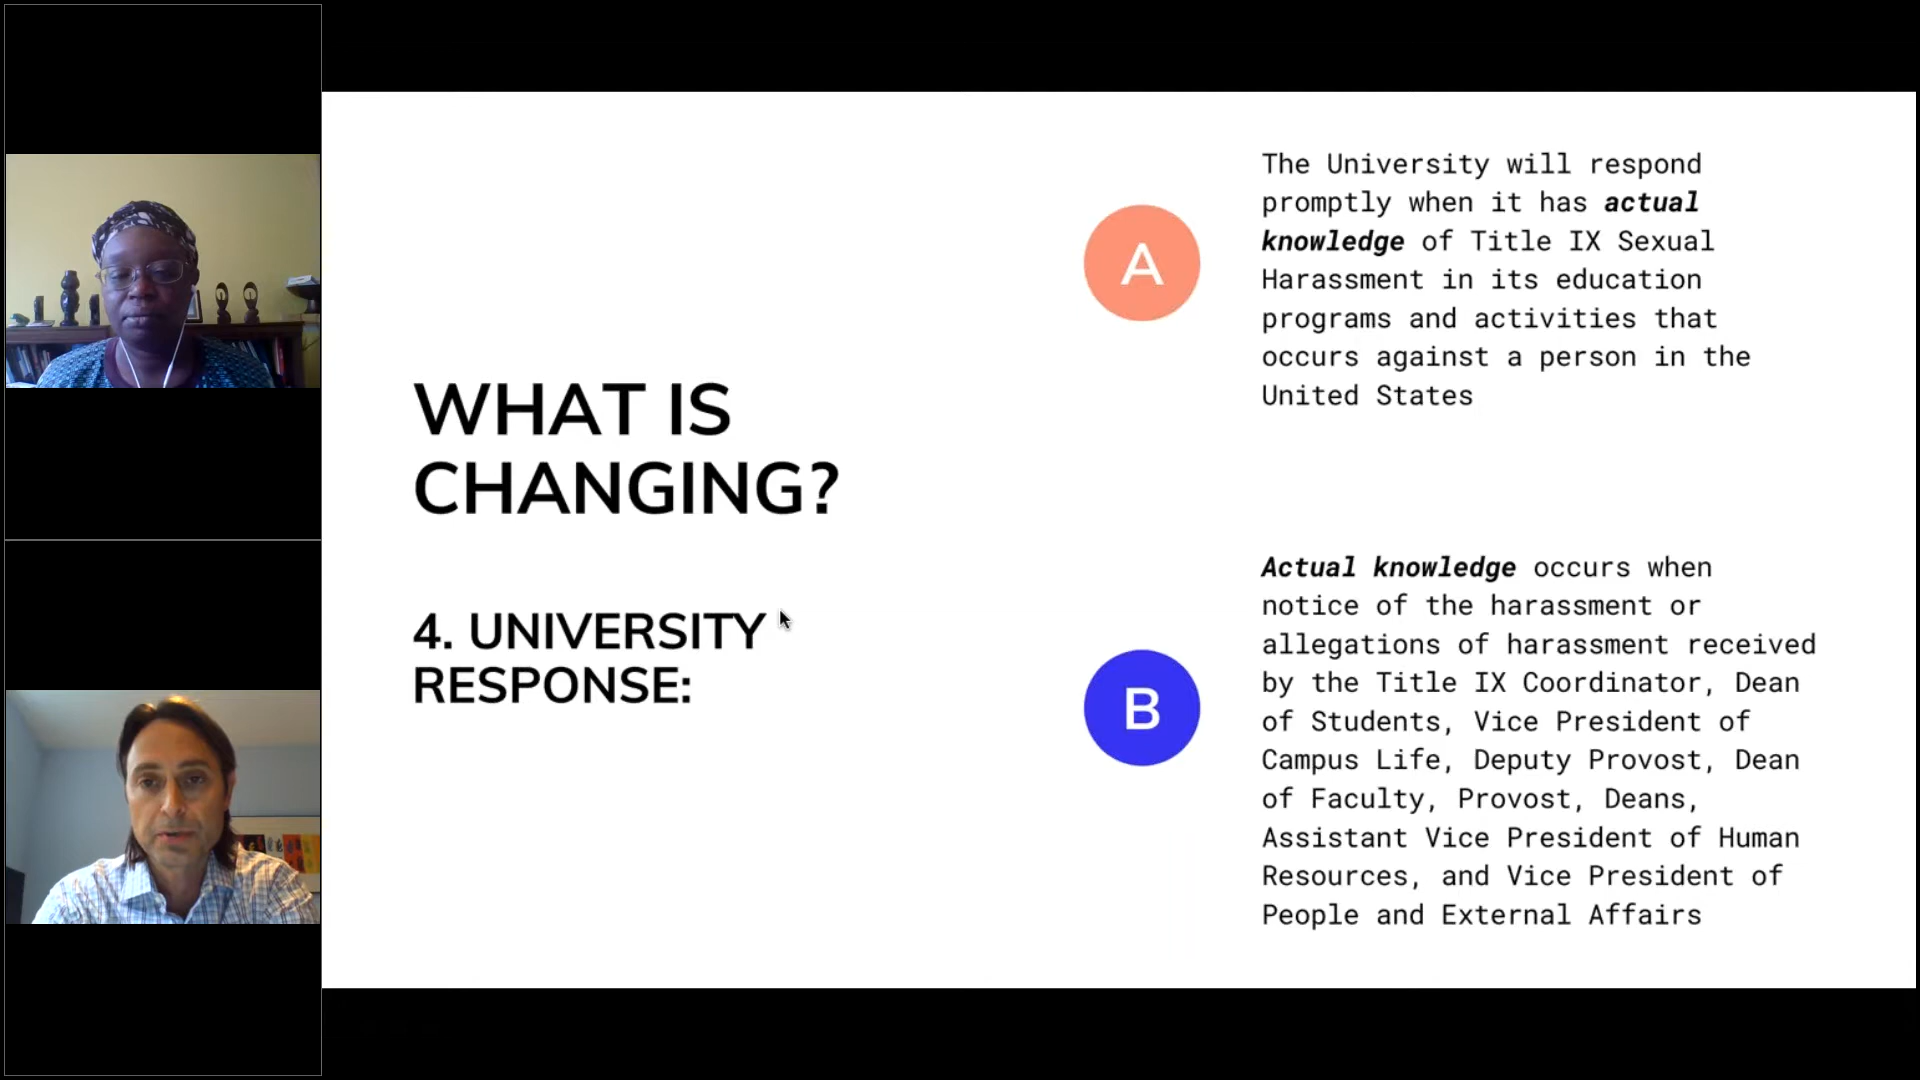 WHAT IS
CHANGING?
4. UNIVERSITY
RESPONSE:
A
The University will respond
promptly when it has actual
knowledge of Title IX Sexual
Harassment in its education
programs and activities that
occurs against a person in the
United States
B
Actual knowledge occurs when
notice of the harassment or
allegations of harassment received
by the Title IX Coordinator, Dean
of Students, Vice President of
Campus Life, Deputy Provost, Dean
of Faculty, Provost, Deans,
Assistant Vice President of Human
Resources, and Vice President of
People and External Affairs